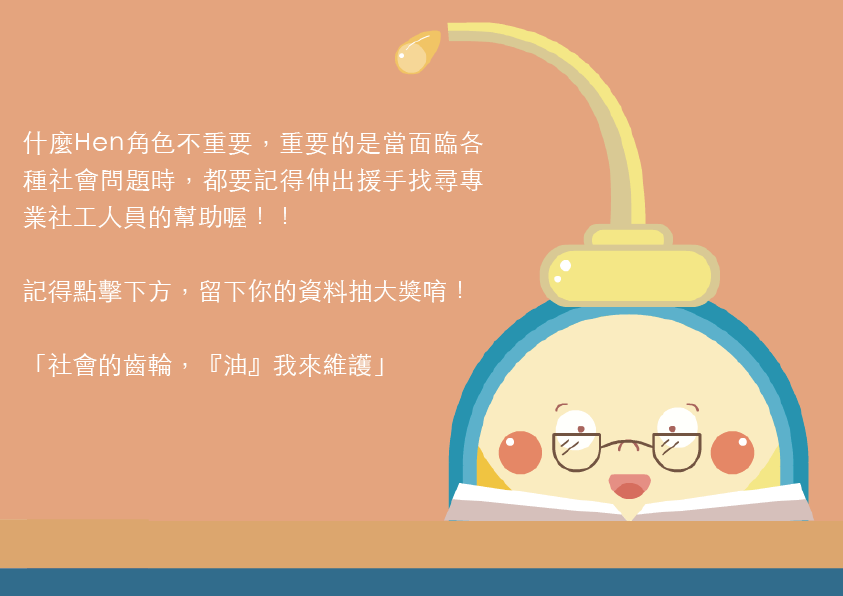 什麼Hen角色不重要，重要的是當面臨各
種社會問題時，都要記得伸出援手找尋專
業社工人員的幫助喔！！
記得點擊下方，留下你的資料抽大獎唷！
「社會的齒輪，『油』我來維護」